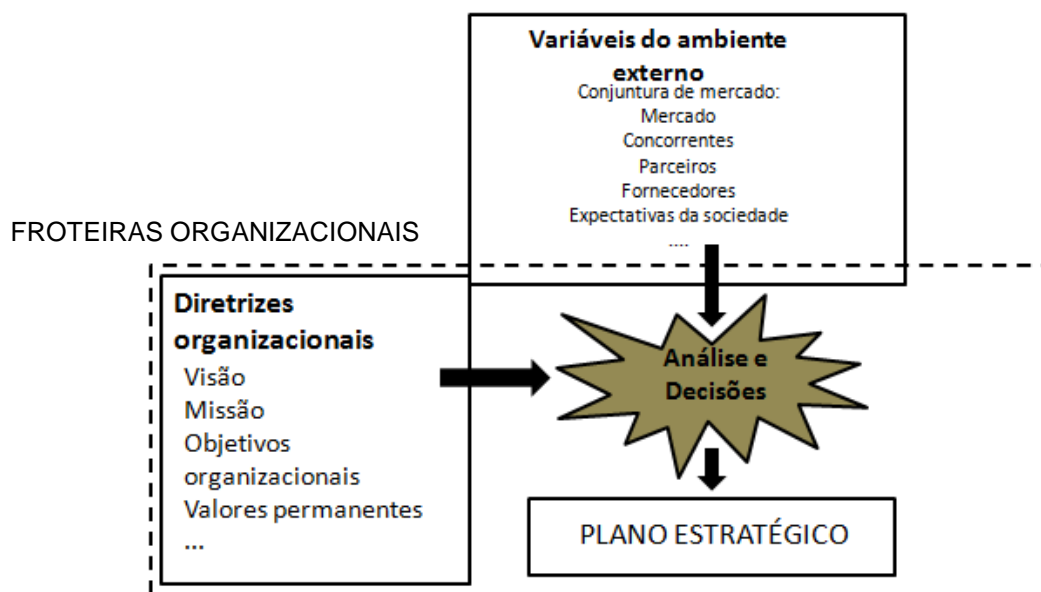 Variáveis do ambiente
externo
Conjuntura de mercado:
Mercado
Concorrentes
Parceiros
Fornecedores
Expectativas da sociedade
....
FROTEIRAS ORGANIZACIONAIS
Diretrizes
organizacionais
Visão
Missão
Objetivos
organizacionais
Valores permanentes
...
Análise e
Decisões
PLANO ESTRATÉGICO